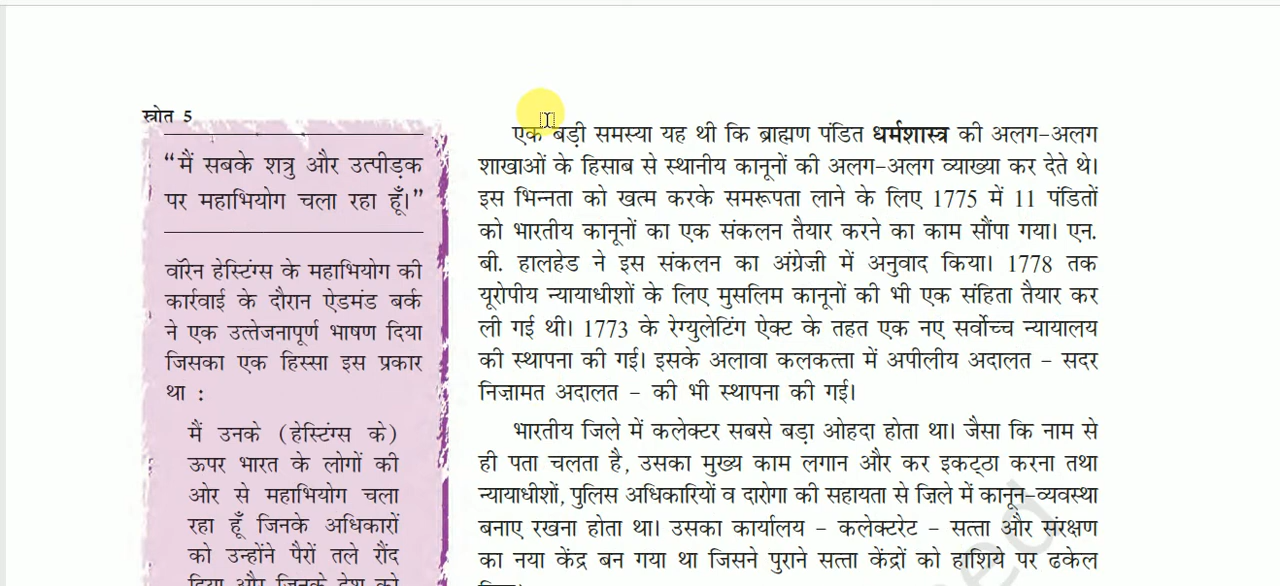 स्रोत 5
“मैं सबके शत्रु और उत्पीड़क
पर महाभियोग चला रहा हूँ।”
वॉरेन हेस्टिंग्स के महाभियोग की
कार्रवाई के दौरान ऐडमंड बर्क
ने एक उत्तेजनापूर्ण भाषण दिया
जिसका एक हिस्सा इस प्रकार
था :
मैं उनके (हेस्टिंग्स के)
ऊपर भारत के लोगों की
ओर से महाभियोग चला
रहा हूँ जिनके अधिकारों
को उन्होंने पैरों तले रौंद
दिया और जिनके देश को
एक बड़ी समस्या यह थी कि ब्राह्मण पंडित धर्मशास्त्र की अलग-अलग
शाखाओं के हिसाब से स्थानीय कानूनों की अलग-अलग व्याख्या कर देते थे।
इस भिन्नता को खत्म करके समरूपता लाने के लिए 1775 में 11 पंडितों
को भारतीय कानूनों का एक संकलन तैयार करने का काम सौंपा गया। एन.
बी. हालहेड ने इस संकलन का अंग्रेज़ी में अनुवाद किया। 1778 तक
यूरोपीय न्यायाधीशों के लिए मुसलिम कानूनों की भी एक संहिता तैयार कर
ली गई थी। 1773 के रेग्युलेटिंग ऐक्ट के तहत एक नए सर्वोच्च न्यायालय
की स्थापना की गई। इसके अलावा कलकत्ता में अपीलीय अदालत – सदर
निज़ामत अदालत – की भी स्थापना की गई।
भारतीय जिले में कलेक्टर सबसे बड़ा ओहदा होता था। जैसा कि नाम से
ही पता चलता है, उसका मुख्य काम लगान और कर इकट्ठा करना तथा
न्यायाधीशों, पुलिस अधिकारियों व दारोगा की सहायता से ज़िले में कानून-व्यवस्था
बनाए रखना होता था। उसका कार्यालय – कलेक्टरेट – सत्ता और संरक्षण
का नया केंद्र बन गया था जिसने पुराने सत्ता केंद्रों को हाशिये पर ढकेल